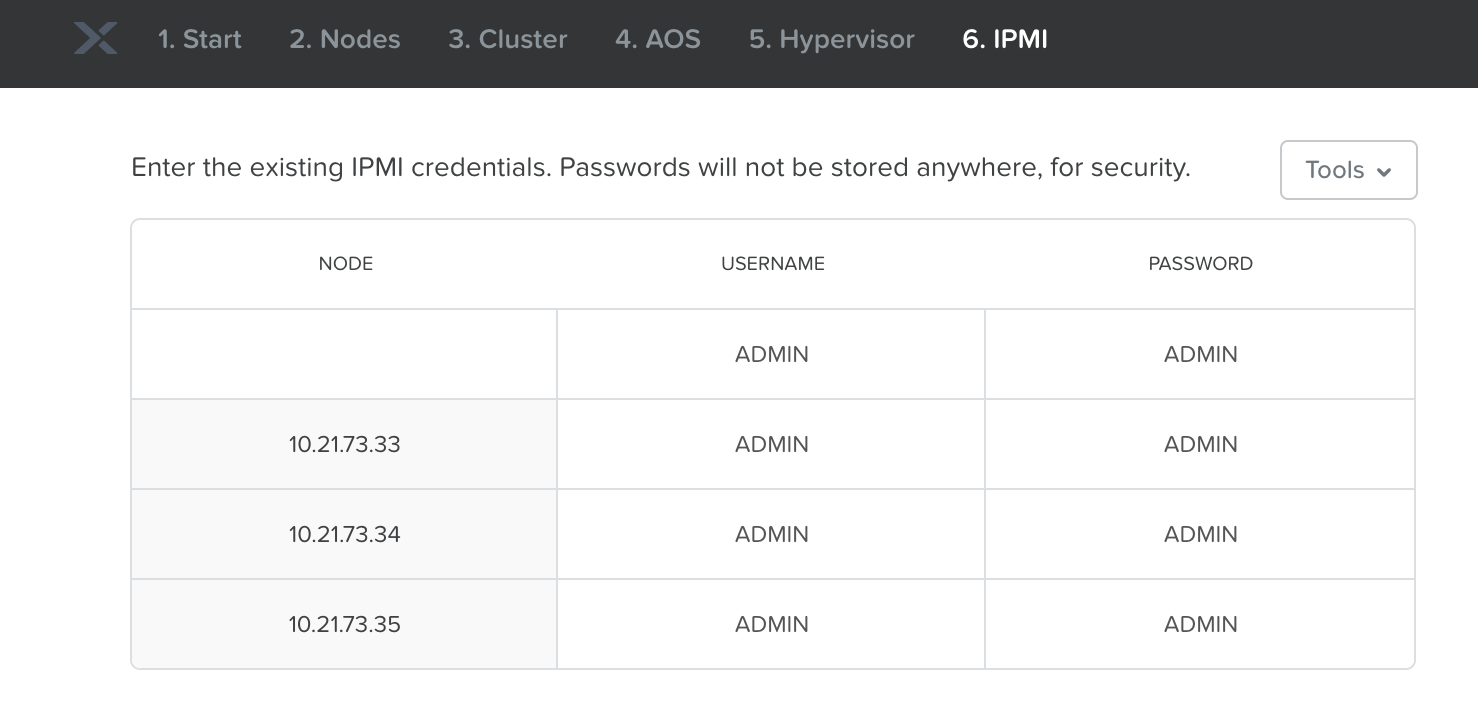 1. Start 2. Nodes 3. Cluster 4. AOS 5. Hypervisor 6. IPMI
Enter the existing IPMI credentials. Passwords will not be stored anywhere, for security. Tools
NODE USERNAME PASSWORD
ADMIN ADMIN
10.21.73.33 ADMIN ADMIN
10.21.73.34 ADMIN ADMIN
10.21.73.35 ADMIN ADMIN